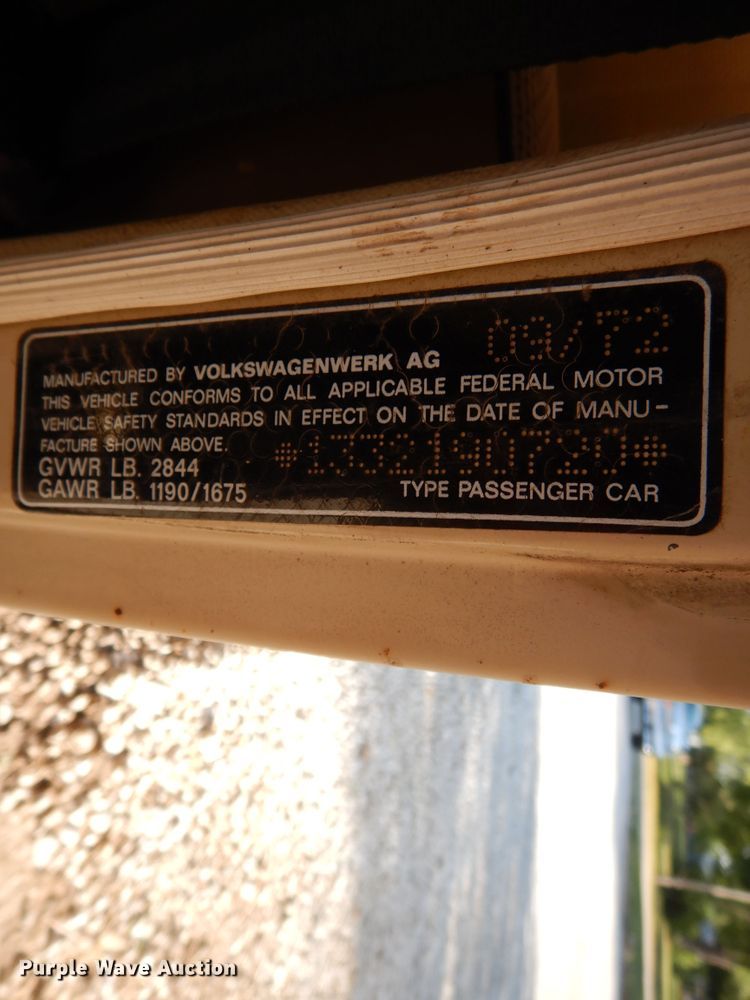 09/72
MANUFACTURED BY VOLKSWAGENWERK AG
THIS VEHICLE CONFORMS TO ALL APPLICABLE FEDERAL MOTOR
VEHICLE SAFETY STANDARDS IN EFFECT ON THE DATE OF MANU-
FACTURE SHOWN ABOVE.
*1332190720*
GVWR LB. 2844
GAWR LB. 1190/1675
TYPE PASSENGER CAR
Purple Wave Auction